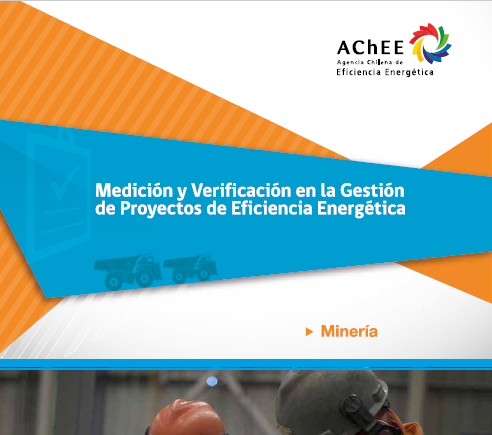 AChEE
Agencia Chilena de
Eficiencia Energética
Medición y Verificación en la Gestión
de Proyectos de Eficiencia Energética
Minería